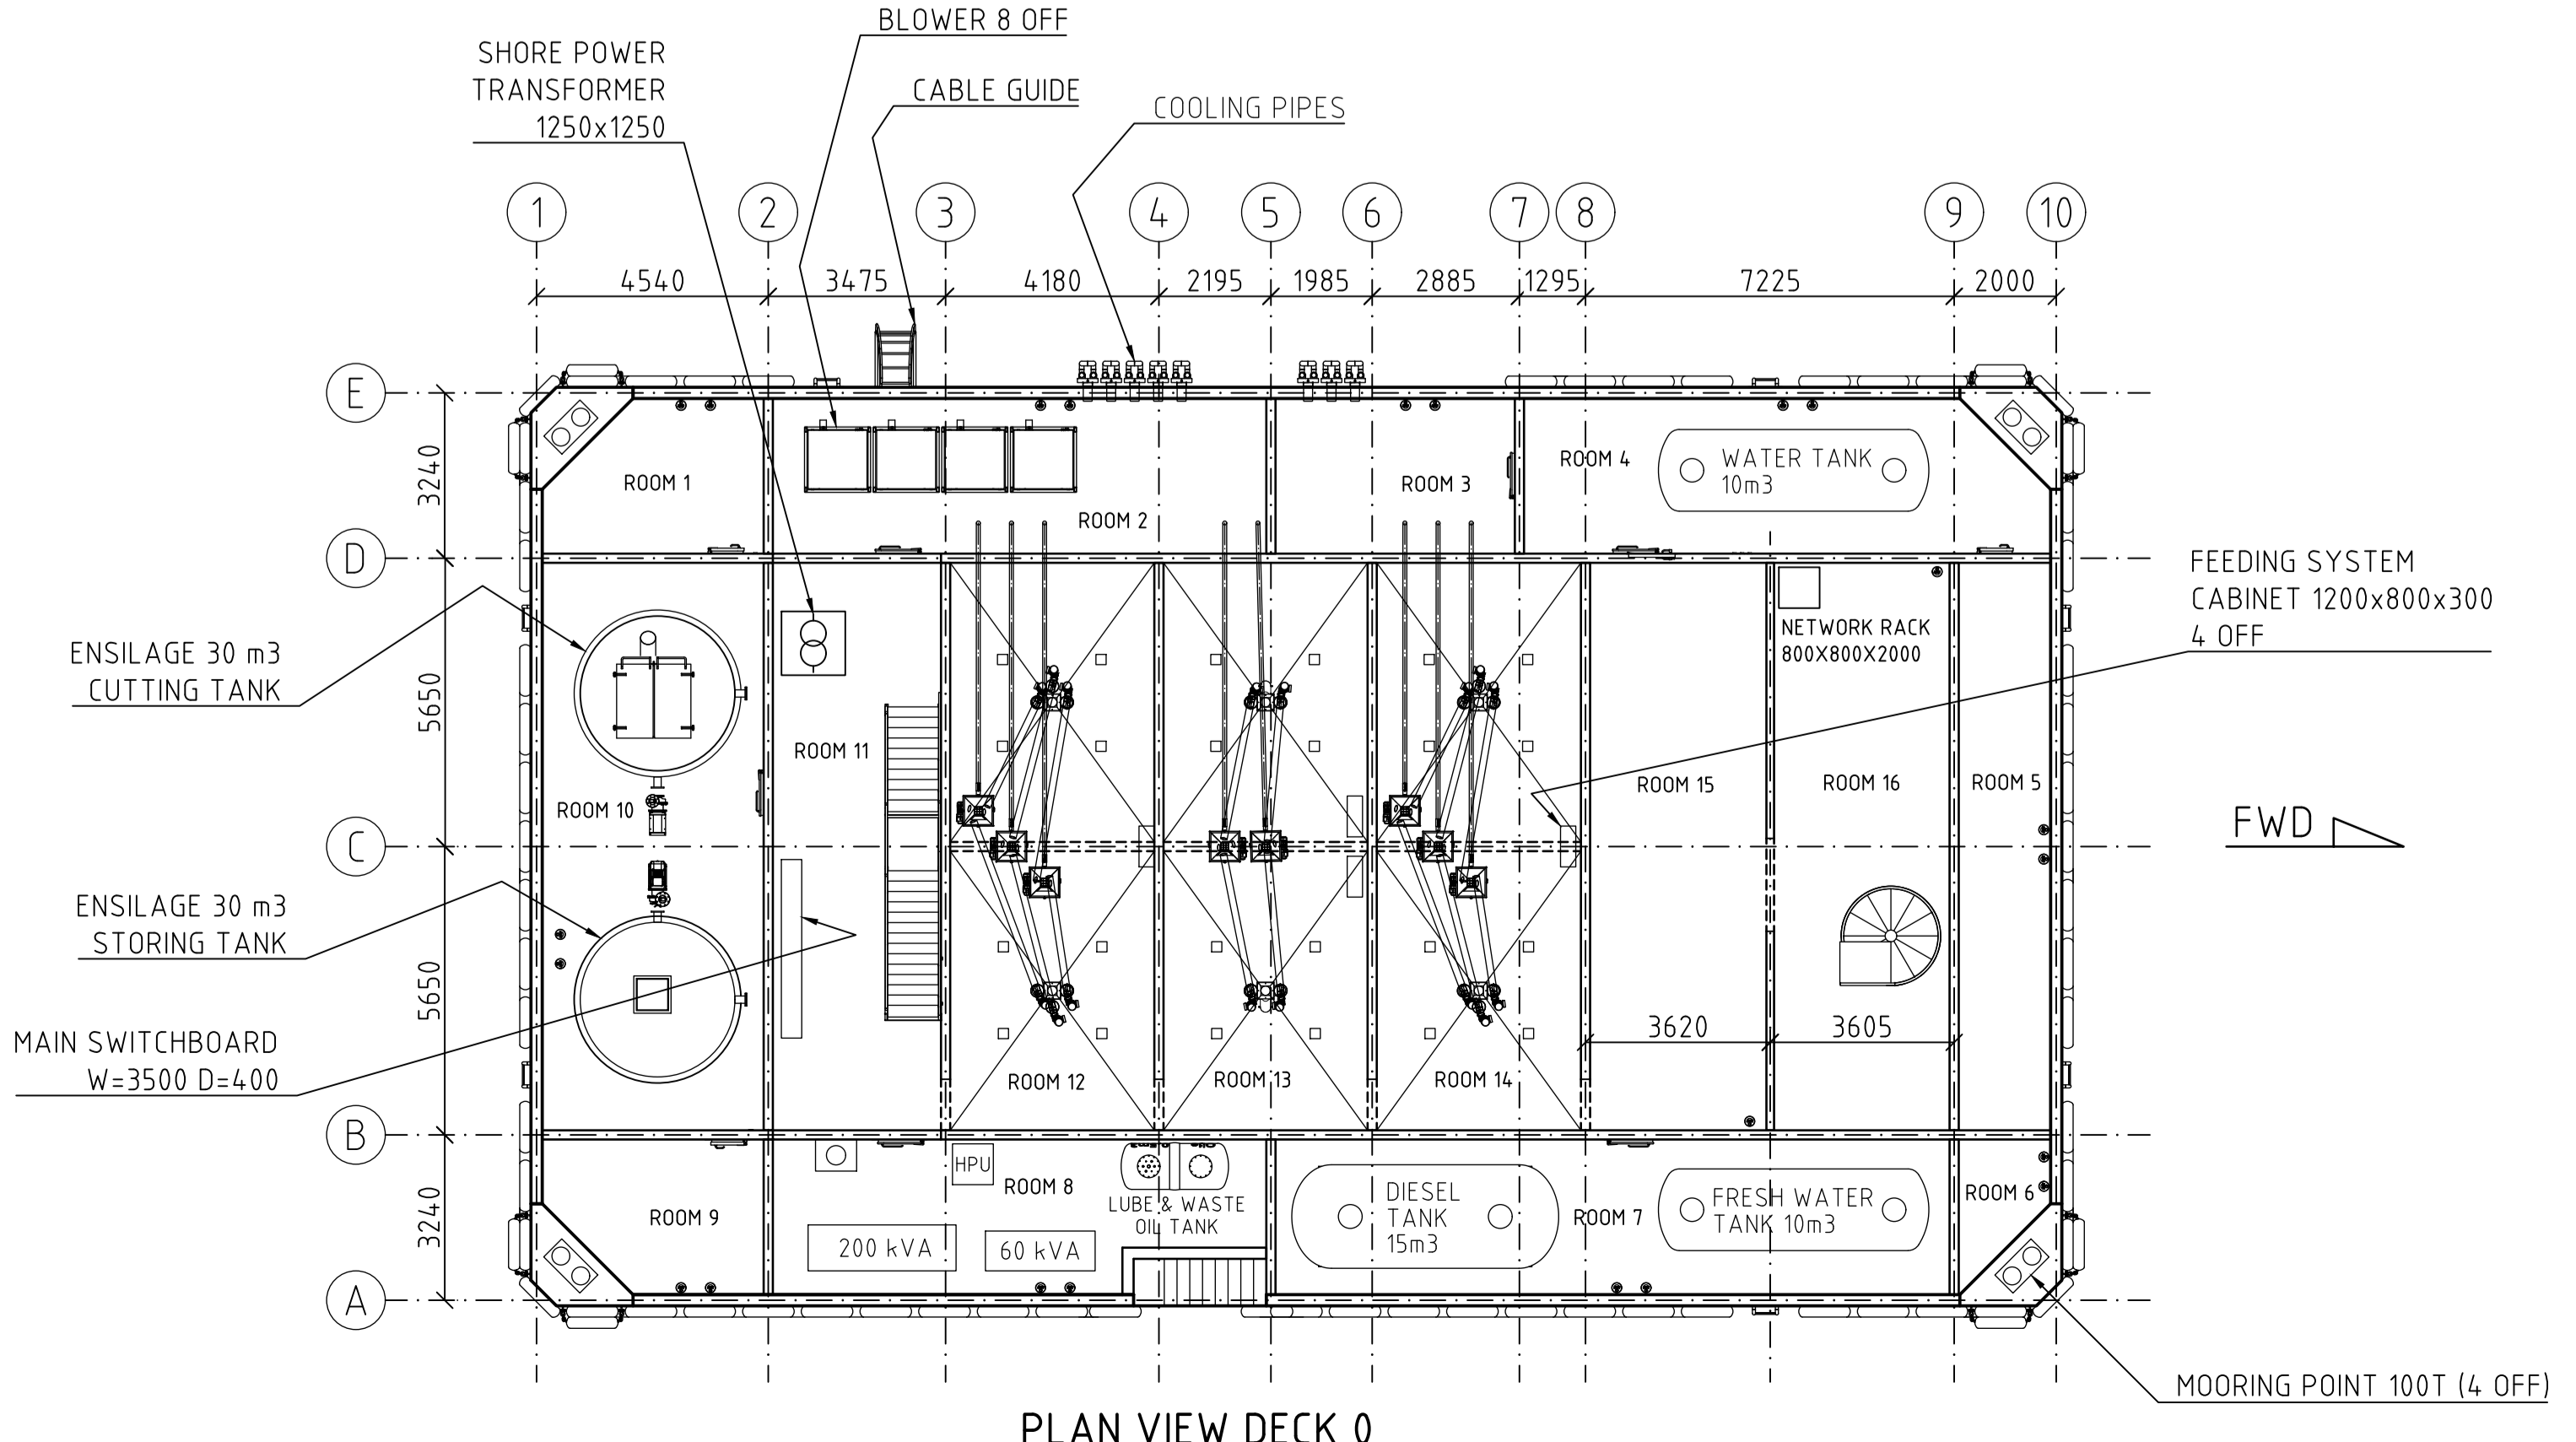 BLOWER 8 OFF
SHORE POWER
TRANSFORMER
1250x1250
CABLE GUIDE
COOLING PIPES
1
2
3
4
5
6
7
8
9
10
4540
3475
4180
2195
1985
2885
1295
7225
2000
E
3240
D
5650
C
5650
B
3240
A
ROOM 1
ROOM 2
ROOM 3
ROOM 4
WATER TANK
10m3
FEEDING SYSTEM
CABINET 1200x800x300
4 OFF
ENSILAGE 30 m3
CUTTING TANK
NETWORK RACK
800X800X2000
ROOM 10
ROOM 11
ROOM 15
ROOM 16
ROOM 5
FWD
ENSILAGE 30 m3
STORING TANK
MAIN SWITCHBOARD
W=3500 D=400
3620
3605
ROOM 12
ROOM 13
ROOM 14
HPU
ROOM 8
LUBE & WASTE
OIL TANK
ROOM 9
200 kVA
60 kVA
DIESEL
TANK
15m3
ROOM 7
FRESH WATER
TANK 10m3
ROOM 6
MOORING POINT 100T (4 OFF)
PLAN VIEW DECK 0